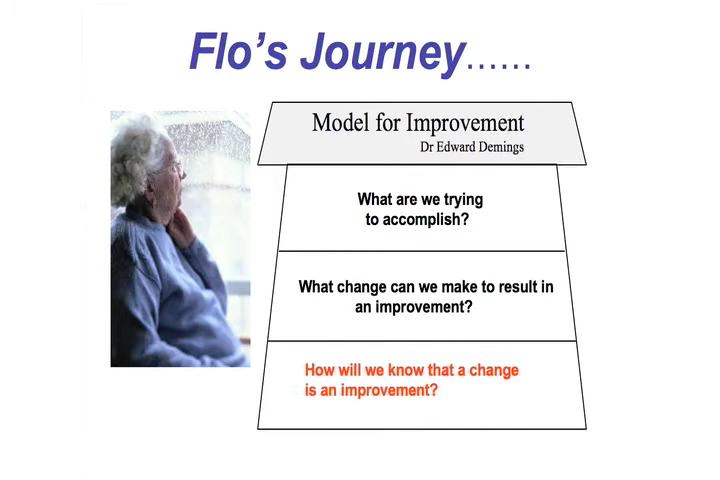 Flo's Journey......
Model for Improvement
Dr Edward Demings
What are we trying
to accomplish?
What change can we make to result in
an improvement?
How will we know that a change
is an improvement?